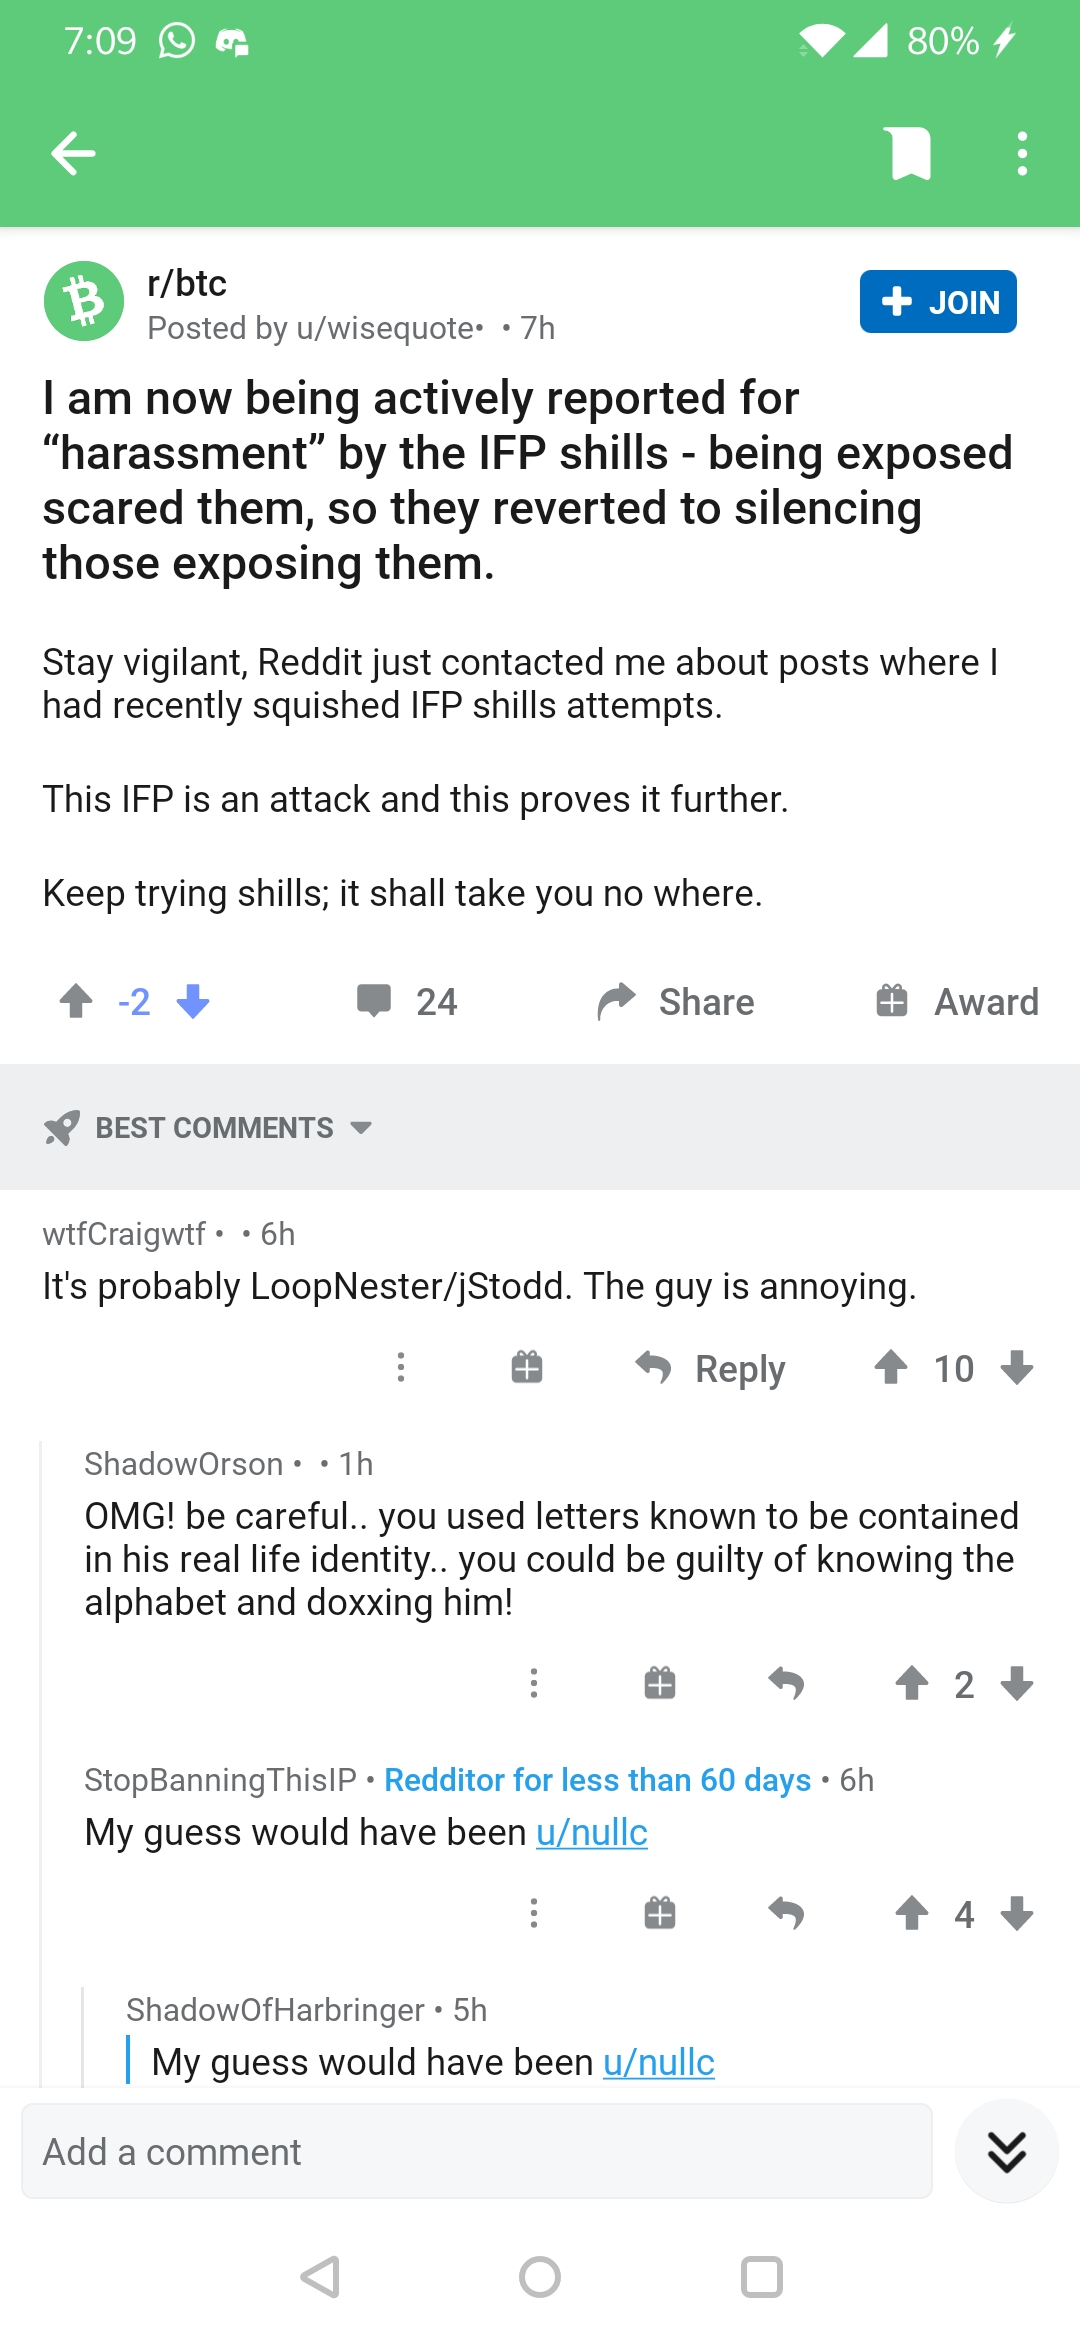 7:09
80%
r/btc
Posted by u/wisequote• • 7h
JOIN
I am now being actively reported for
“harassment” by the IFP shills - being exposed
scared them, so they reverted to silencing
those exposing them.
Stay vigilant, Reddit just contacted me about posts where I
had recently squished IFP shills attempts.
This IFP is an attack and this proves it further.
Keep trying shills; it shall take you no where.
-2
24
Share
Award
BEST COMMENTS
wtfCraigwtf • • 6h
It's probably LoopNester/jStodd. The guy is annoying.
Reply
10
ShadowOrson • • 1h
OMG! be careful.. you used letters known to be contained
in his real life identity.. you could be guilty of knowing the
alphabet and doxxing him!
2
StopBanningThisIP • Redditor for less than 60 days • 6h
My guess would have been u/nullc
4
ShadowOfHarbringer • 5h
My guess would have been u/nullc
Add a comment